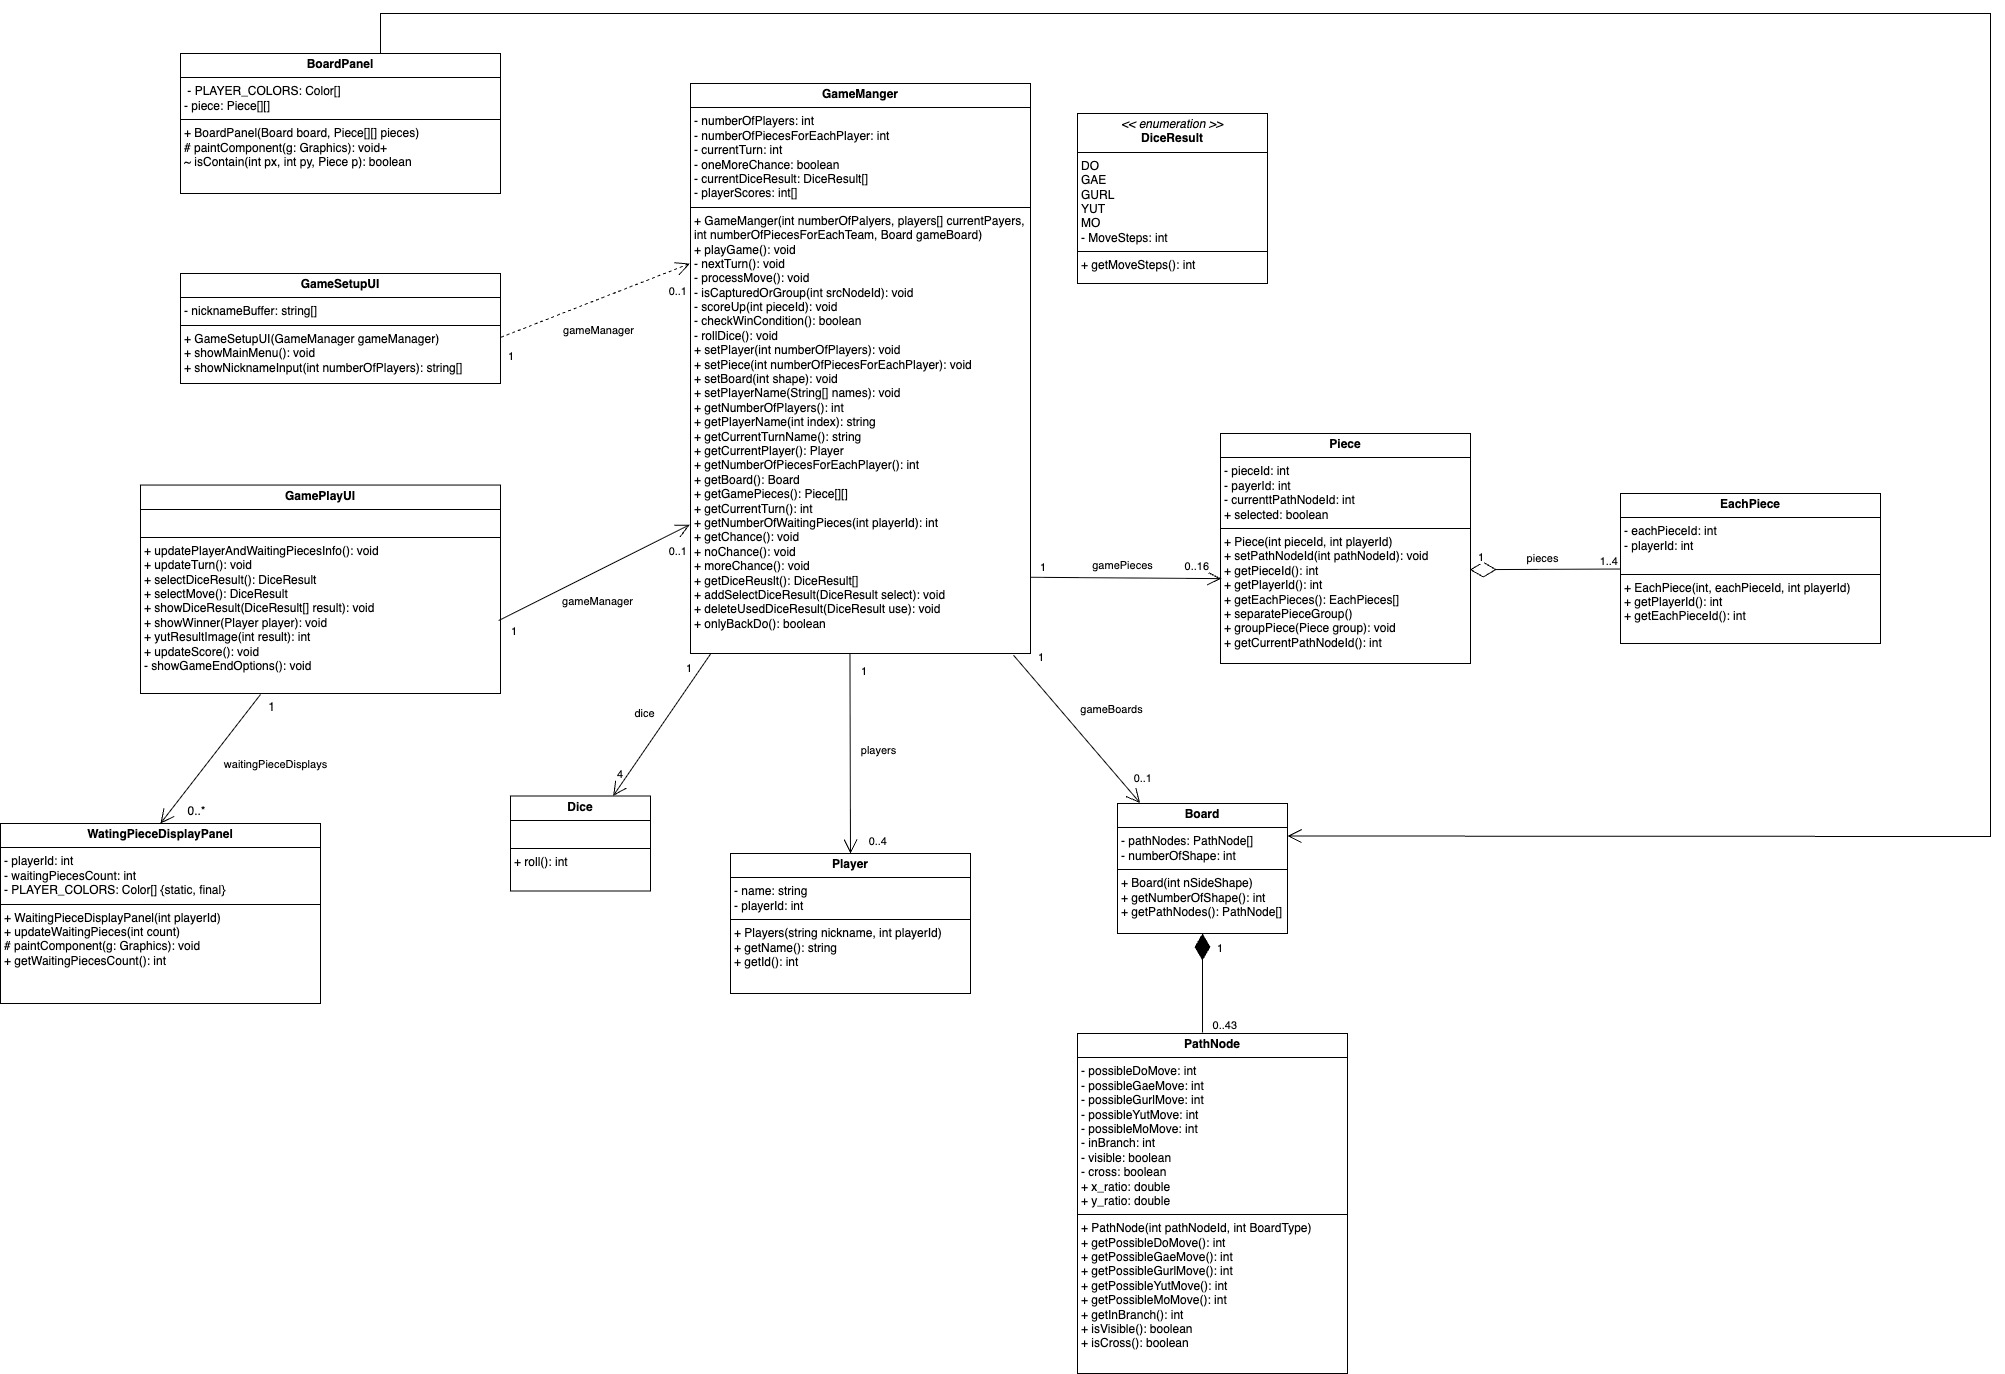 BoardPanel
- PLAYER_COLORS: Color[]
- piece: Piece[][]
+ BoardPanel(Board board, Piece[][] pieces)
# paintComponent(g: Graphics): void+
~ isContain(int px, int py, Piece p): boolean
GameSetupUI
- nicknameBuffer: string[]
+ GameSetupUI(GameManager gameManager)
+ showMainMenu(): void
+ showNicknameInput(int numberOfPlayers): string[]
1
gameManager
0..1
GamePlayUI
+ updatePlayerAndWaitingPiecesInfo(): void
+ updateTurn(): void
+ selectDiceResult(): DiceResult
+ selectMove(): DiceResult
+ showDiceResult(DiceResult[] result): void
+ showWinner(Player player): void
+ yutResultImage(int result): int
+ updateScore(): void
- showGameEndOptions(): void
1
gameManager
0..1
1
waitingPieceDisplays
0..*
WatingPieceDisplayPanel
- playerId: int
- waitingPiecesCount: int
- PLAYER_COLORS: Color[] {static, final}
+ WaitingPieceDisplayPanel(int playerId)
+ updateWaitingPieces(int count)
# paintComponent(g: Graphics): void
+ getWaitingPiecesCount(): int
GameManger
- numberOfPlayers: int
- numberOfPiecesForEachPlayer: int
- currentTurn: int
- oneMoreChance: boolean
- currentDiceResult: DiceResult[]
- playerScores: int[]
+ GameManger(int numberOfPalyers, players[] currentPayers,
int numberOfPiecesForEachTeam, Board gameBoard)
+ playGame(): void
- nextTurn(): void
- processMove(): void
- isCapturedOrGroup(int srcNodeId): void
- scoreUp(int pieceId): void
- checkWinCondition(): boolean
- rollDice(): void
+ setPlayer(int numberOfPlayers): void
+ setPiece(int numberOfPiecesForEachPlayer): void
+ setBoard(int shape): void
+ setPlayerName(String[] names): void
+ getNumberOfPlayers(): int
+ getPlayerName(int index): string
+ getCurrentTurnName(): string
+ getCurrentPlayer(): Player
+ getNumberOfPiecesForEachPlayer(): int
+ getBoard(): Board
+ getGamePieces(): Piece[][]
+ getCurrentTurn(): int
+ getNumberOfWaitingPieces(int playerId): int
+ getChance(): void
+ noChance(): void
+ moreChance(): void
+ getDiceReuslt(): DiceResult[]
+ addSelectDiceResult(DiceResult select): void
+ deleteUsedDiceResult(DiceResult use): void
+ onlyBackDo(): boolean
<< enumeration >>
DiceResult
DO
GAE
GURL
YUT
MO
- MoveSteps: int
+ getMoveSteps(): int
1
gamePieces
0..16
Piece
- pieceId: int
- payerId: int
- currenttPathNodeId: int
+ selected: boolean
+ Piece(int pieceId, int playerId)
+ setPathNodeId(int pathNodeId): void
+ getPieceId(): int
+ getPlayerId(): int
+ getEachPieces(): EachPieces[]
+ separatePieceGroup()
+ groupPiece(Piece group): void
+ getCurrentPathNodeId(): int
1
pieces
1..4
EachPiece
- eachPieceId: int
- playerId: int
+ EachPiece(int, eachPieceId, int playerId)
+ getPlayerId(): int
+ getEachPieceId(): int
1
dice
4
Dice
+ roll(): int
1
players
0..4
Player
- name: string
- playerId: int
+ Players(string nickname, int playerId)
+ getName(): string
+ getId(): int
1
gameBoards
0..1
Board
- pathNodes: PathNode[]
- numberOfShape: int
+ Board(int nSideShape)
+ getNumberOfShape(): int
+ getPathNodes(): PathNode[]
1
0..43
PathNode
- possibleDoMove: int
- possibleGaeMove: int
- possibleGurlMove: int
- possibleYutMove: int
- possibleMoMove: int
- inBranch: int
- visible: boolean
- cross: boolean
+ x_ratio: double
+ y_ratio: double
+ PathNode(int pathNodeId, int BoardType)
+ getPossibleDoMove(): int
+ getPossibleGaeMove(): int
+ getPossibleGurlMove(): int
+ getPossibleYutMove(): int
+ getPossibleMoMove(): int
+ getInBranch(): int
+ isVisible(): boolean
+ isCross(): boolean